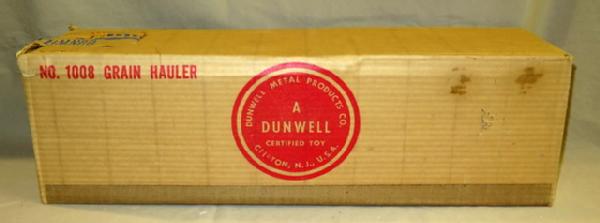 NO. 1008 GRAIN HAULER
DUNWELL METAL PRODUCTS CO.
A
DUNWELL
CERTIFIED TOY
CLIFTON, N.J., U.S.A.